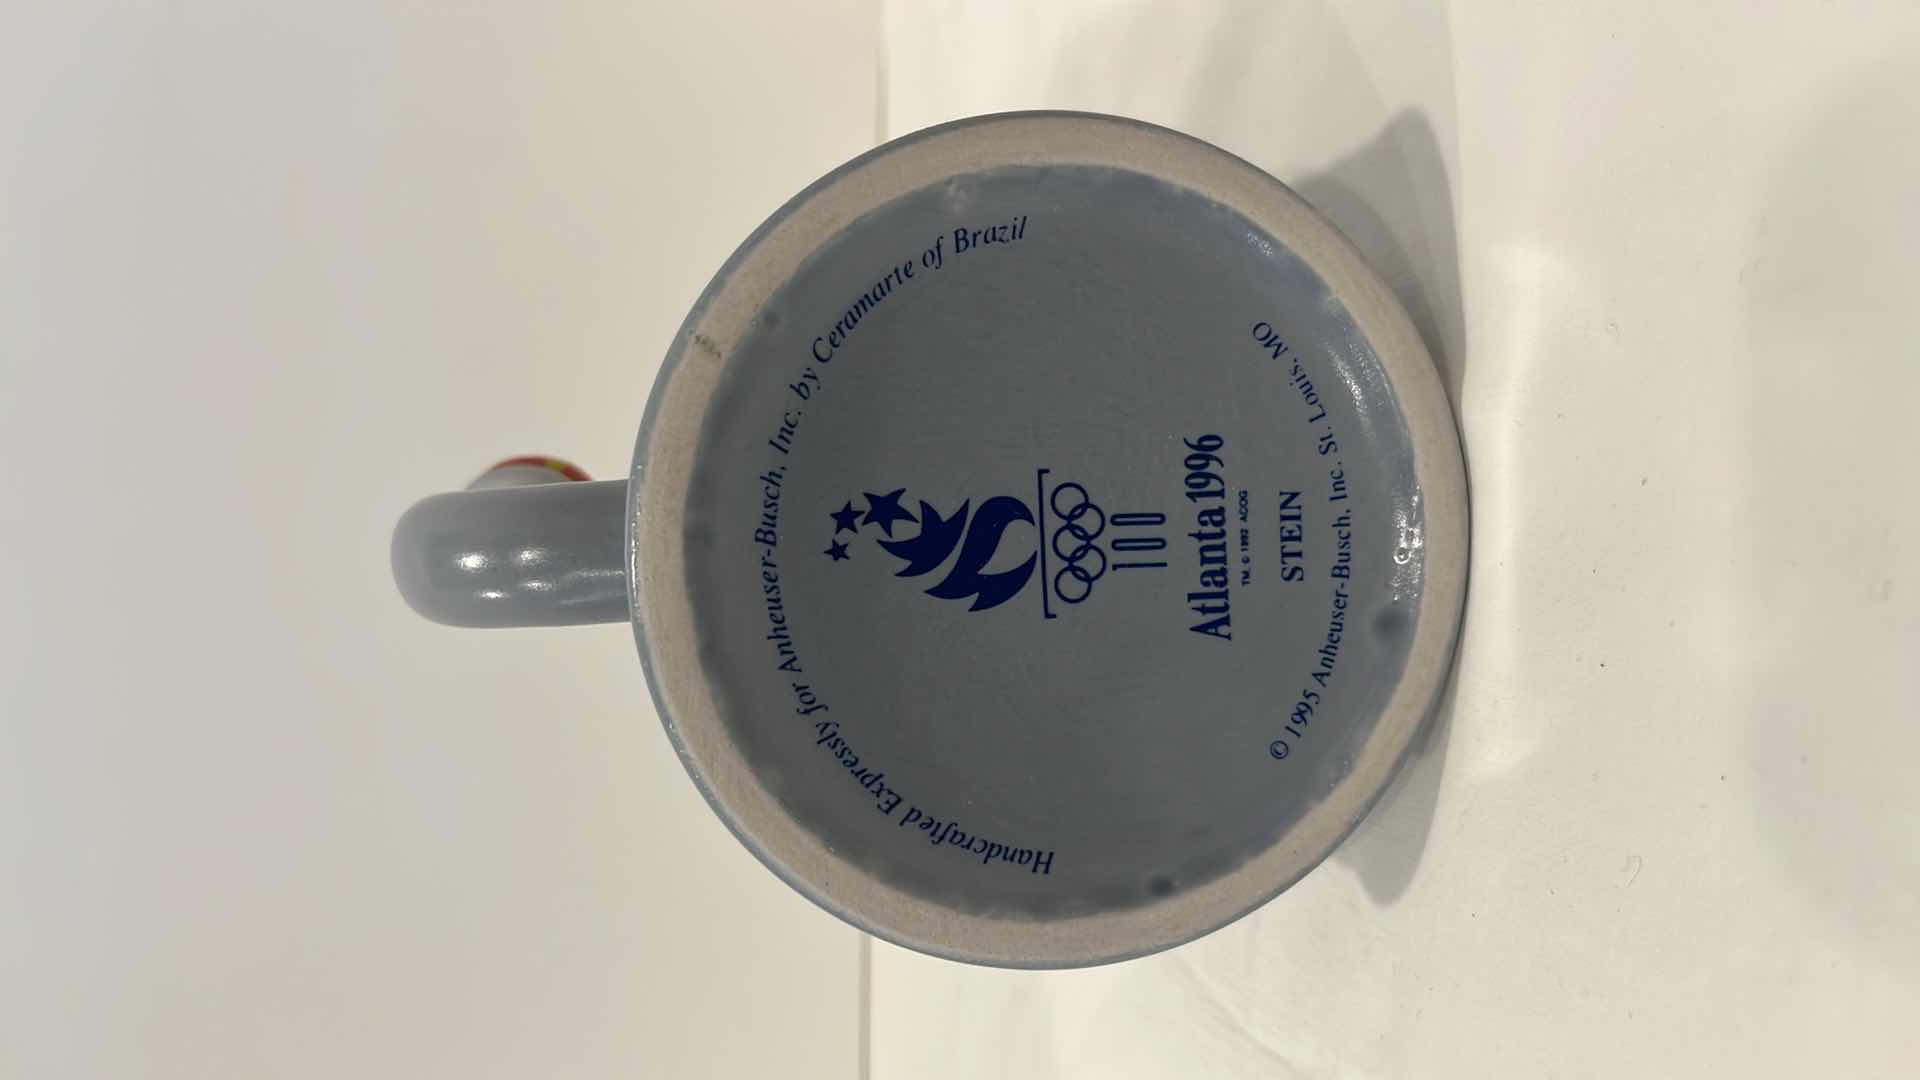 Handcrafted Expressly for Anheuser-Busch, Inc. by Ceramarte of Brazil
100
Atlanta 1996
TM, © 1992 ACOG
STEIN
© 1995 Anheuser-Busch, Inc. St. Louis, MO